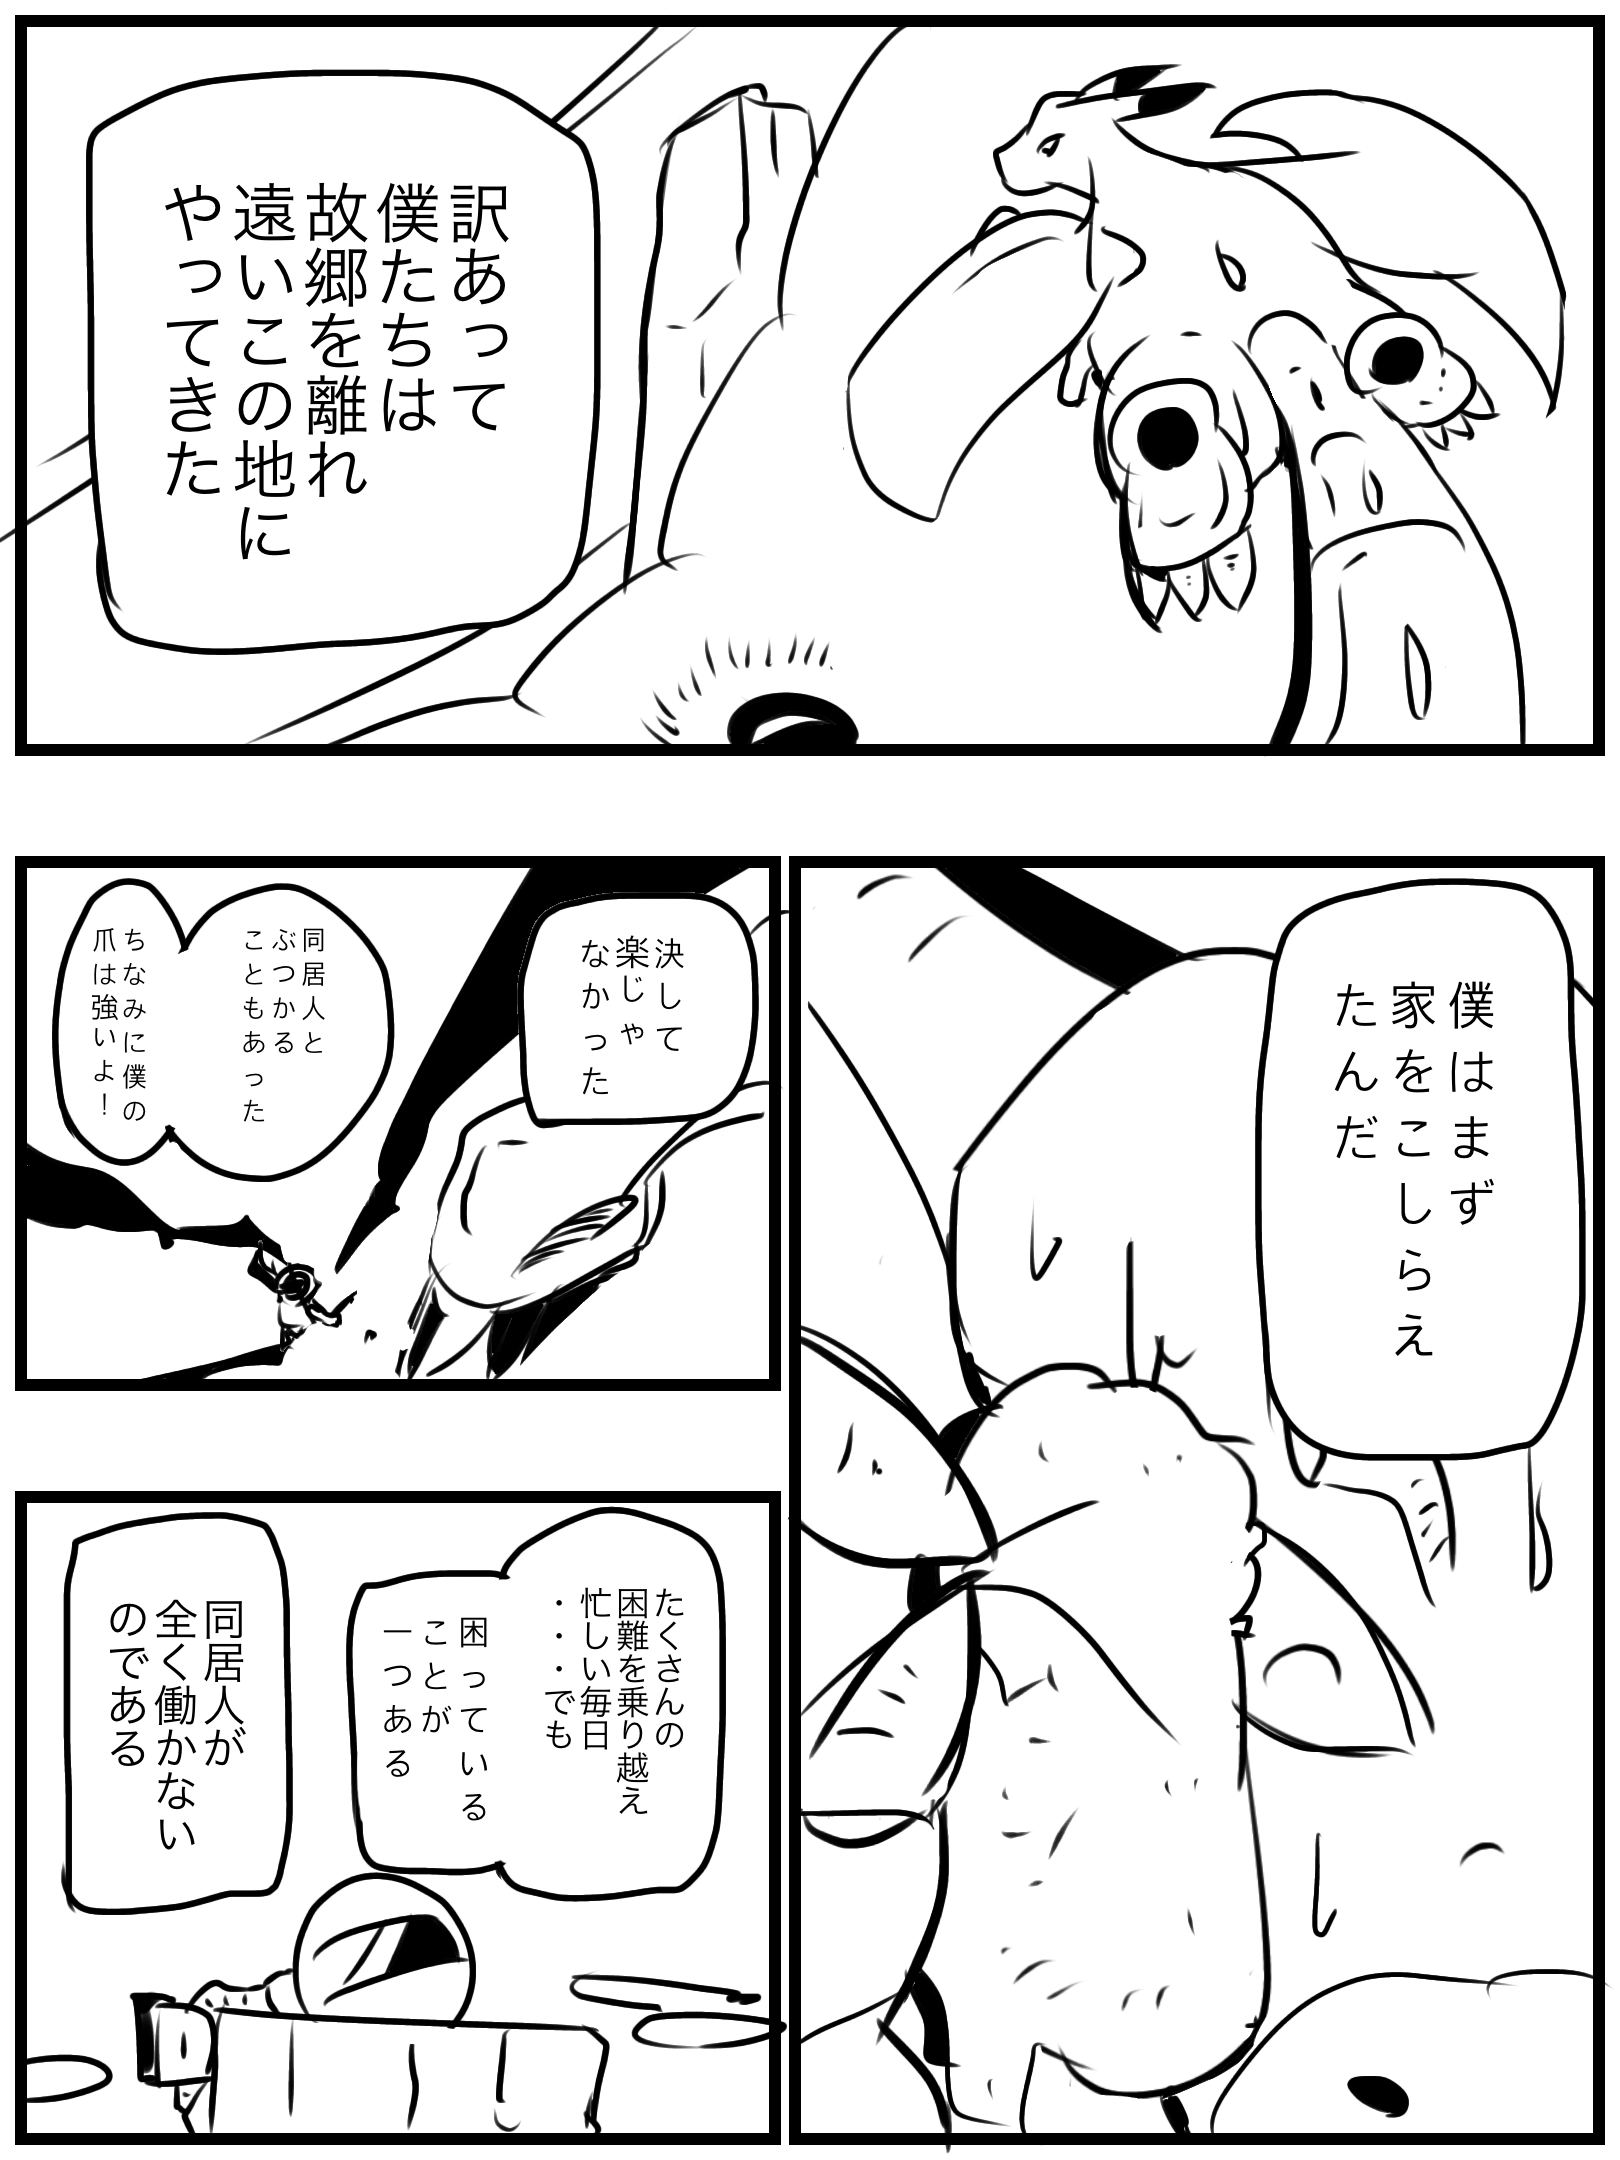 訳あって
僕たちは
故郷を離れ
遠いこの地に
やってきた
僕はまず
家をこしらえ
たんだ
決して
楽じゃ
なかった
同居人と
ぶつかる
こともあった
ちなみに僕の
爪は強いよ！
たくさんの
困難を乗り越え
忙しい毎日
・・・でも
困っている
ことが
一つある
同居人が
全く働かない
のである